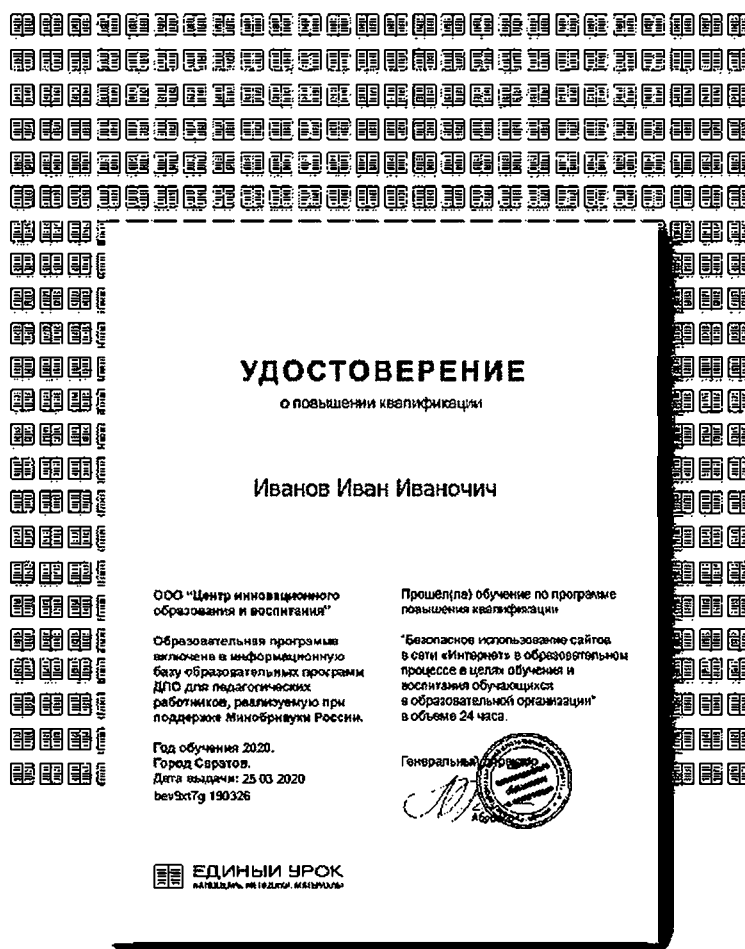 УДОСТОВЕРЕНИЕ
о повышении квалификации
Иванов Иван Иваночич
ООО "Центр инновационного
образования и воспитания"
Образовательная программа
включена в информационную
базу образовательных программ
ДПО для педагогических
работников, реализуемую при
поддержке Минобрнауки России.
Год обучения 2020.
Город Саратов.
Дата выдачи: 25 03 2020
bev9xt7g 190326
Прошёл(ла) обучение по программе
повышения квалификации
"Безопасное использование сайтов
в сети «Интернет» в образовательном
процессе в целях обучения и
воспитания обучающихся
в образовательной организации"
в объеме 24 часа.
Генеральный
ЕДИНЫЙ УРОК